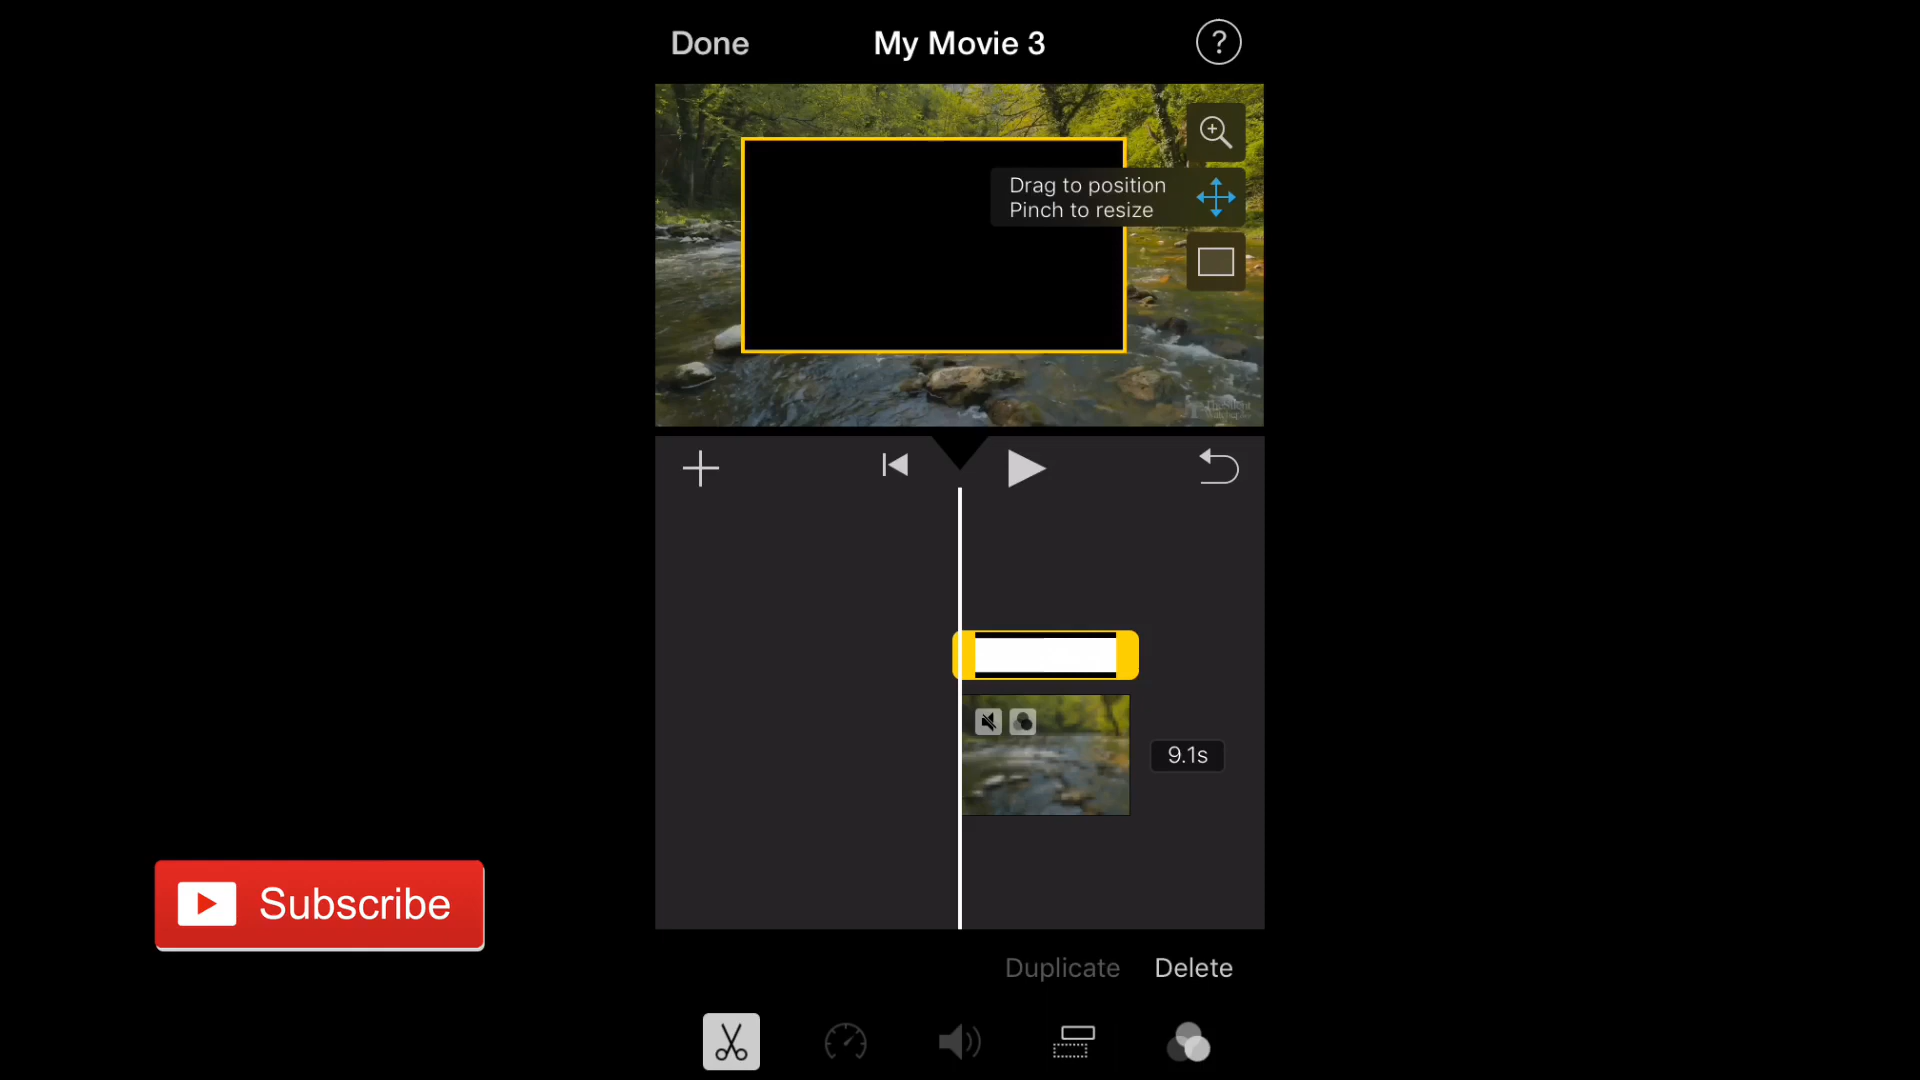 Done
My Movie 3
?
Drag to position
Pinch to resize
9.1s
Subscribe
Duplicate
Delete